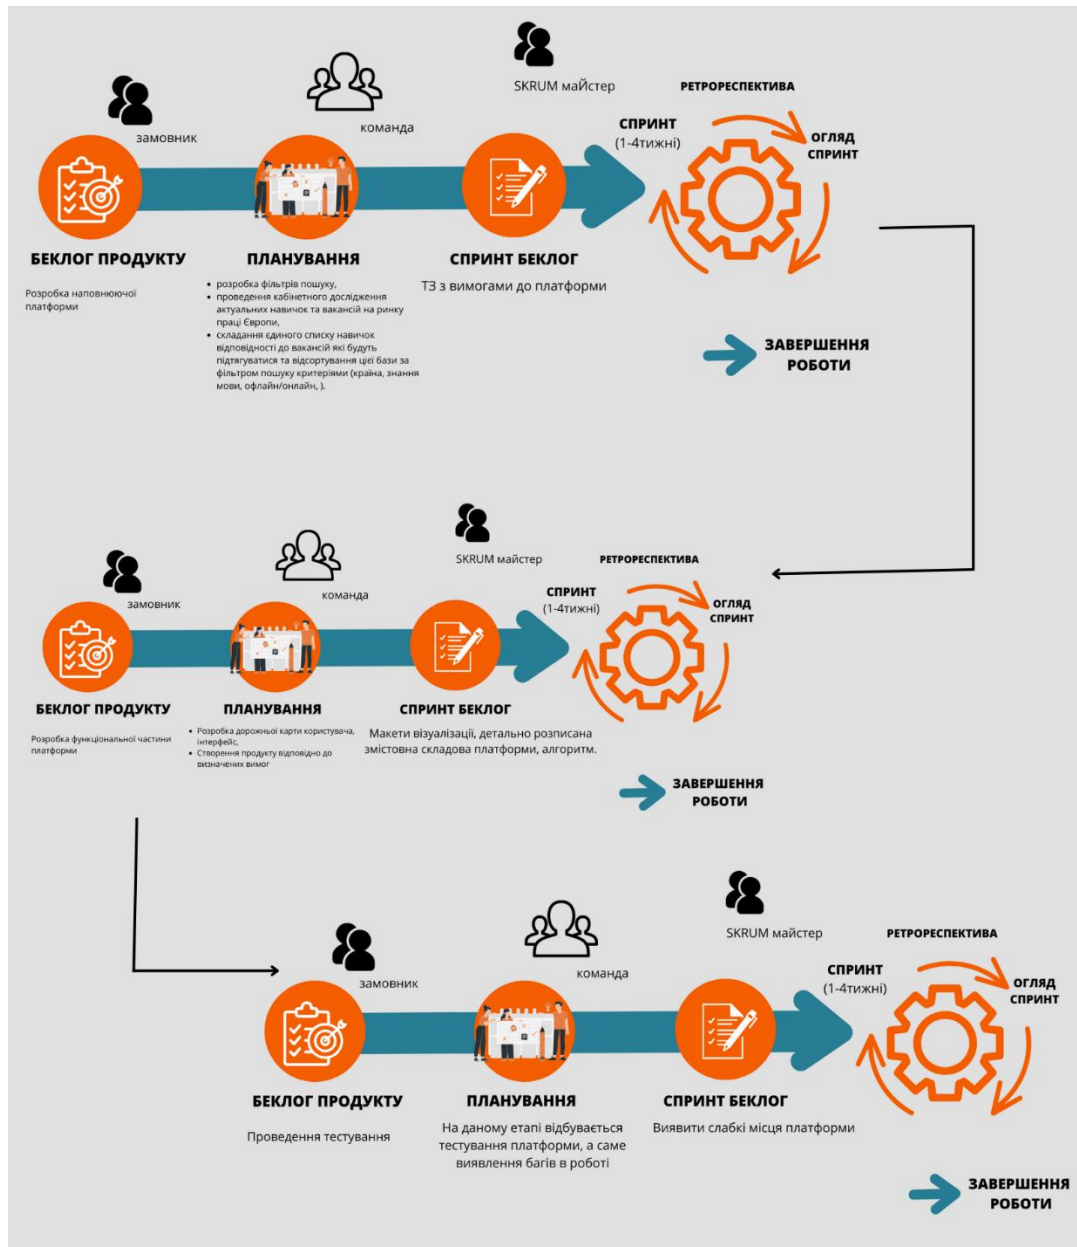 SKRUM маЙстер
РЕТРОРЕСПЕКТИВА
замовник
команда
СПРИНТ
(1-4тижні)
ОГЛЯД
СПРИНТ
БЕКЛОГ ПРОДУКТУ
Розробка наповнюючої
платформи
ПЛАНУВАННЯ
• розробка фільтрів пошуку,
• проведення кабінетного дослідження
актуальних навичок та вакансій на ринку
праці Європи,
• складання єдиного списку навичок
відповідності до вакансій які будуть
підтягуватися та відсортування цієї бази за
фільтром пошуку критеріями (країна, знання
мови, офлайн/онлайн, ).
СПРИНТ БЕКЛОГ
ТЗ з вимогами до платформи
ЗАВЕРШЕННЯ
РОБОТИ
SKRUM майстер
РЕТРОРЕСПЕКТИВА
замовник
команда
СПРИНТ
(1-4тижні)
ОГЛЯД
СПРИНТ
БЕКЛОГ ПРОДУКТУ
Розробка функціональної частини
платформи
ПЛАНУВАННЯ
• Розробка дорожньої карти користувача,
інтерфейс,
• Створення продукту відповідно до
визначених вимог
СПРИНТ БЕКЛОГ
Макети візуалізації, детально розписана
змістовна складова платформи, алгоритм.
ЗАВЕРШЕННЯ
РОБОТИ
SKRUM майстер
РЕТРОРЕСПЕКТИВА
замовник
команда
СПРИНТ
(1-4тижні)
ОГЛЯД
СПРИНТ
БЕКЛОГ ПРОДУКТУ
Проведення тестування
ПЛАНУВАННЯ
На даному етапі відбувається
тестування платформи, а саме
виявлення багів в роботі
СПРИНТ БЕКЛОГ
Виявити слабкі місця платформи
ЗАВЕРШЕННЯ
РОБОТИ